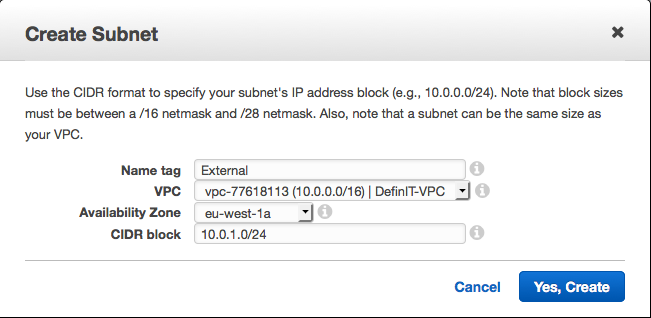 Create Subnet ✖
Use the CIDR format to specify your subnet's IP address block (e.g., 10.0.0.0/24). Note that block sizes
must be between a /16 netmask and /28 netmask. Also, note that a subnet can be the same size as
your VPC.
Name tag External
VPC vpc-77618113 (10.0.0.0/16) | DefinIT-VPC
Availability Zone eu-west-1a
CIDR block 10.0.1.0/24
Cancel Yes, Create